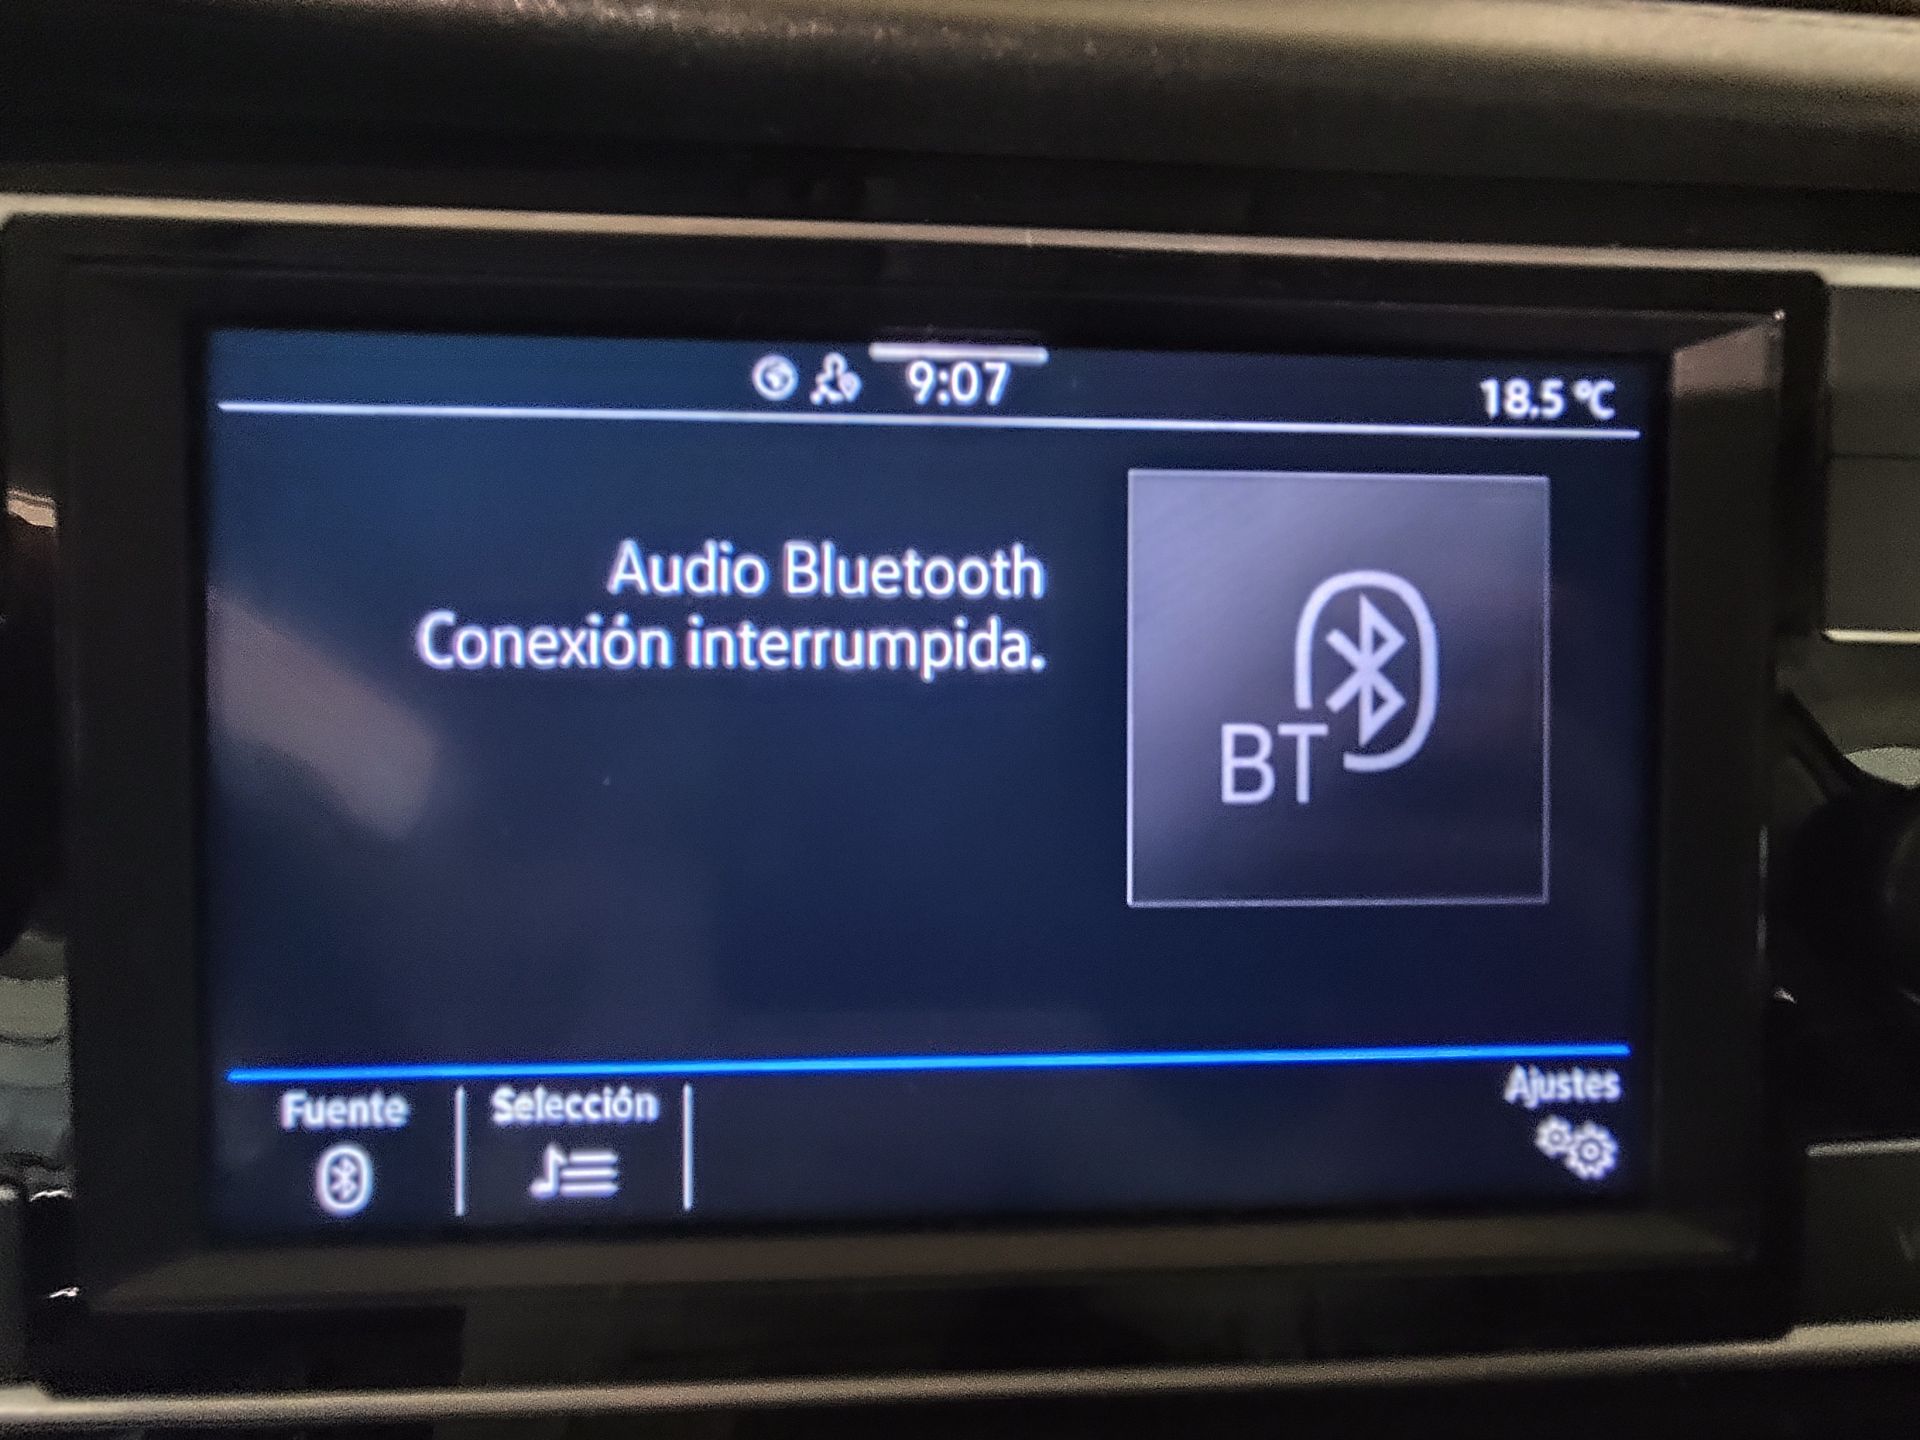 9:07
18.5 °C
Audio Bluetooth
Conexión interrumpida.
BT
Fuente
Selección
Ajustes